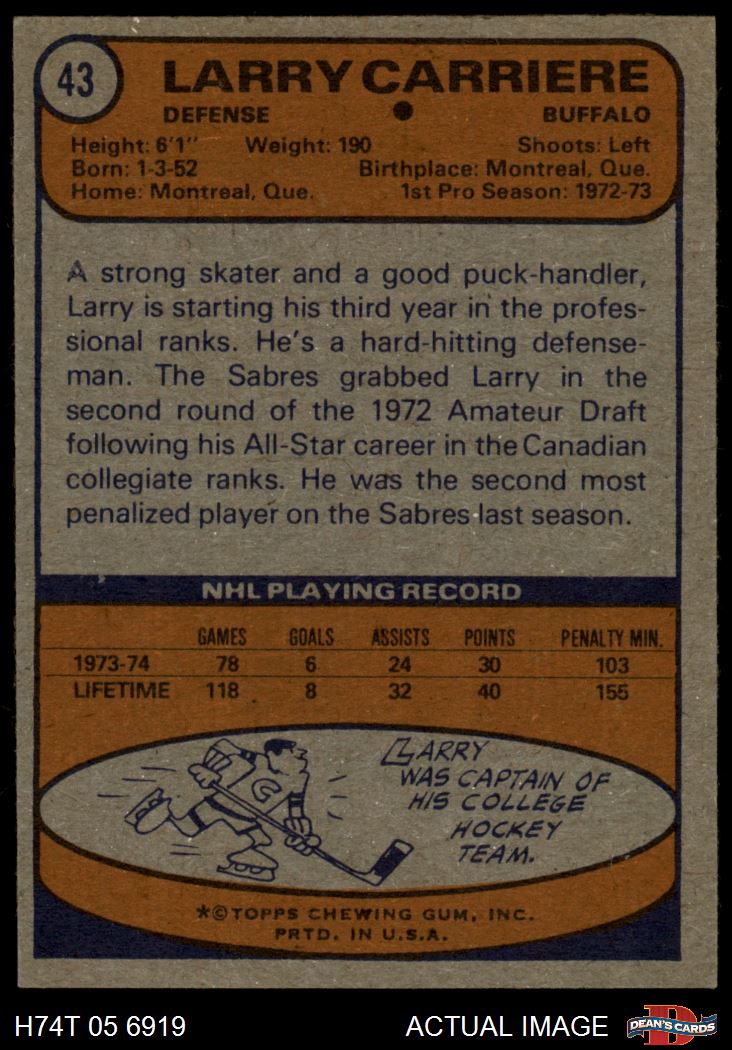 43
LARRY CARRIERE
DEFENSE ● BUFFALO
Height: 6'1" Weight: 190 Shoots: Left
Born: 1-3-52 Birthplace: Montreal, Que.
Home: Montreal, Que. 1st Pro Season: 1972-73
A strong skater and a good puck-handler,
Larry is starting his third year in the profes-
sional ranks. He's a hard-hitting defense-
man. The Sabres grabbed Larry in the
second round of the 1972 Amateur Draft
following his All-Star career in the Canadian
collegiate ranks. He was the second most
penalized player on the Sabres last season.
NHL PLAYING RECORD
GAMES GOALS ASSISTS POINTS PENALTY MIN.
1973-74 78 6 24 30 103
LIFETIME 118 8 32 40 155
C
LARRY
WAS CAPTAIN OF
HIS COLLEGE
HOCKEY
TEAM.
*© TOPPS CHEWING GUM, INC.
PRTD. IN U.S.A.
H74T 05 6919 ACTUAL IMAGE D DEAN'S CARDS